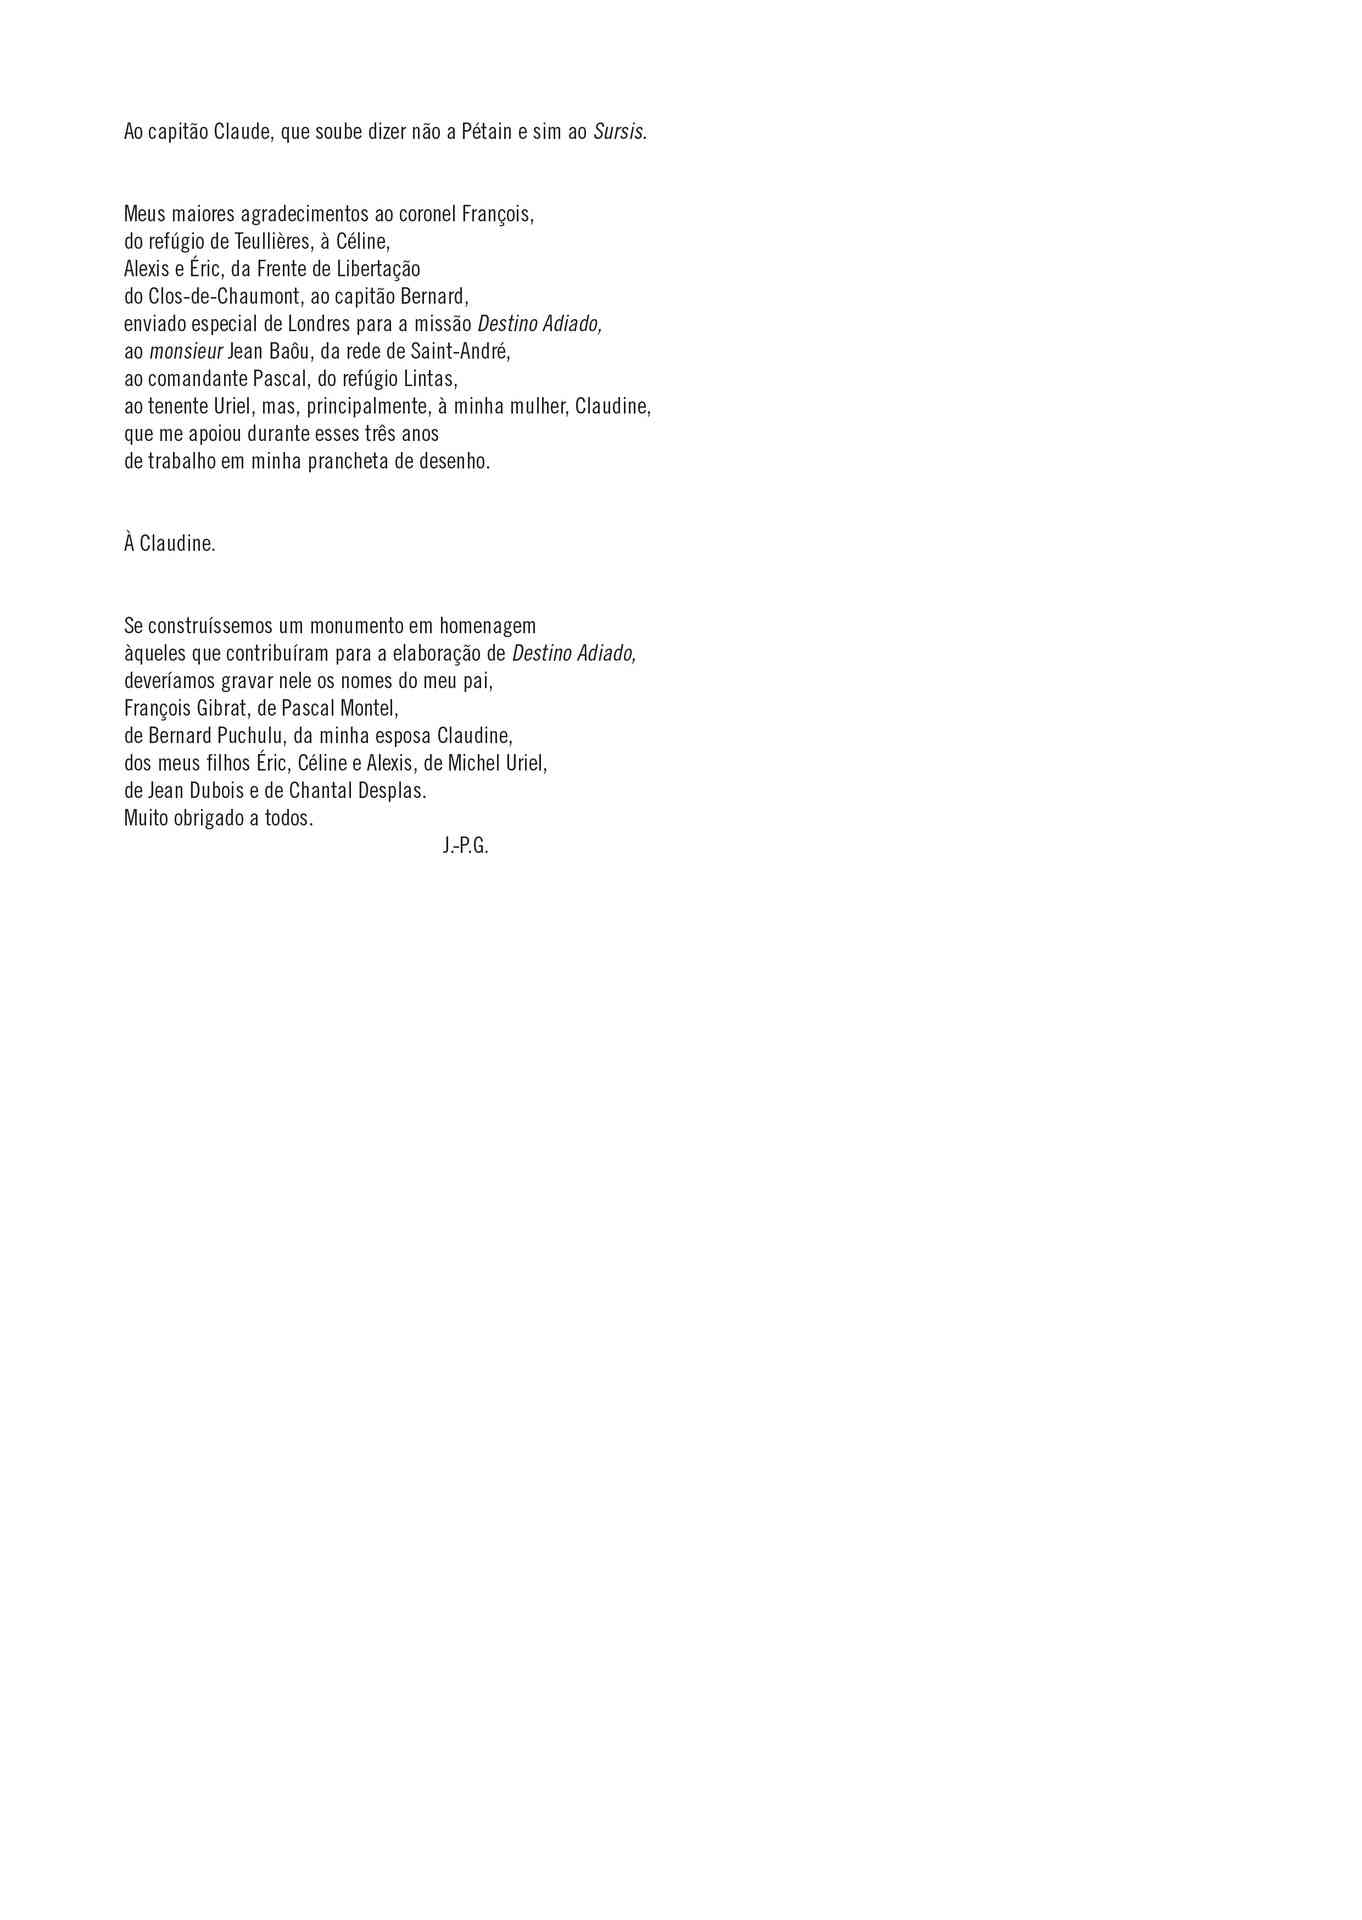 Ao capitão Claude, que soube dizer não a Pétain e sim ao Sursis.
Meus maiores agradecimentos ao coronel François,
do refúgio de Teullières, à Céline,
Alexis e Éric, da Frente de Libertação
do Clos-de-Chaumont, ao capitão Bernard,
enviado especial de Londres para a missão Destino Adiado,
ao monsieur Jean Baôu, da rede de Saint-André,
ao comandante Pascal, do refúgio Lintas,
ao tenente Uriel, mas, principalmente, à minha mulher, Claudine,
que me apoiou durante esses três anos
de trabalho em minha prancheta de desenho.
À Claudine.
Se construíssemos um monumento em homenagem
àqueles que contribuíram para a elaboração de Destino Adiado,
deveríamos gravar nele os nomes do meu pai,
François Gibrat, de Pascal Montel,
de Bernard Puchulu, da minha esposa Claudine,
dos meus filhos Éric, Céline e Alexis, de Michel Uriel,
de Jean Dubois e de Chantal Desplas.
Muito obrigado a todos.
J.-P.G.